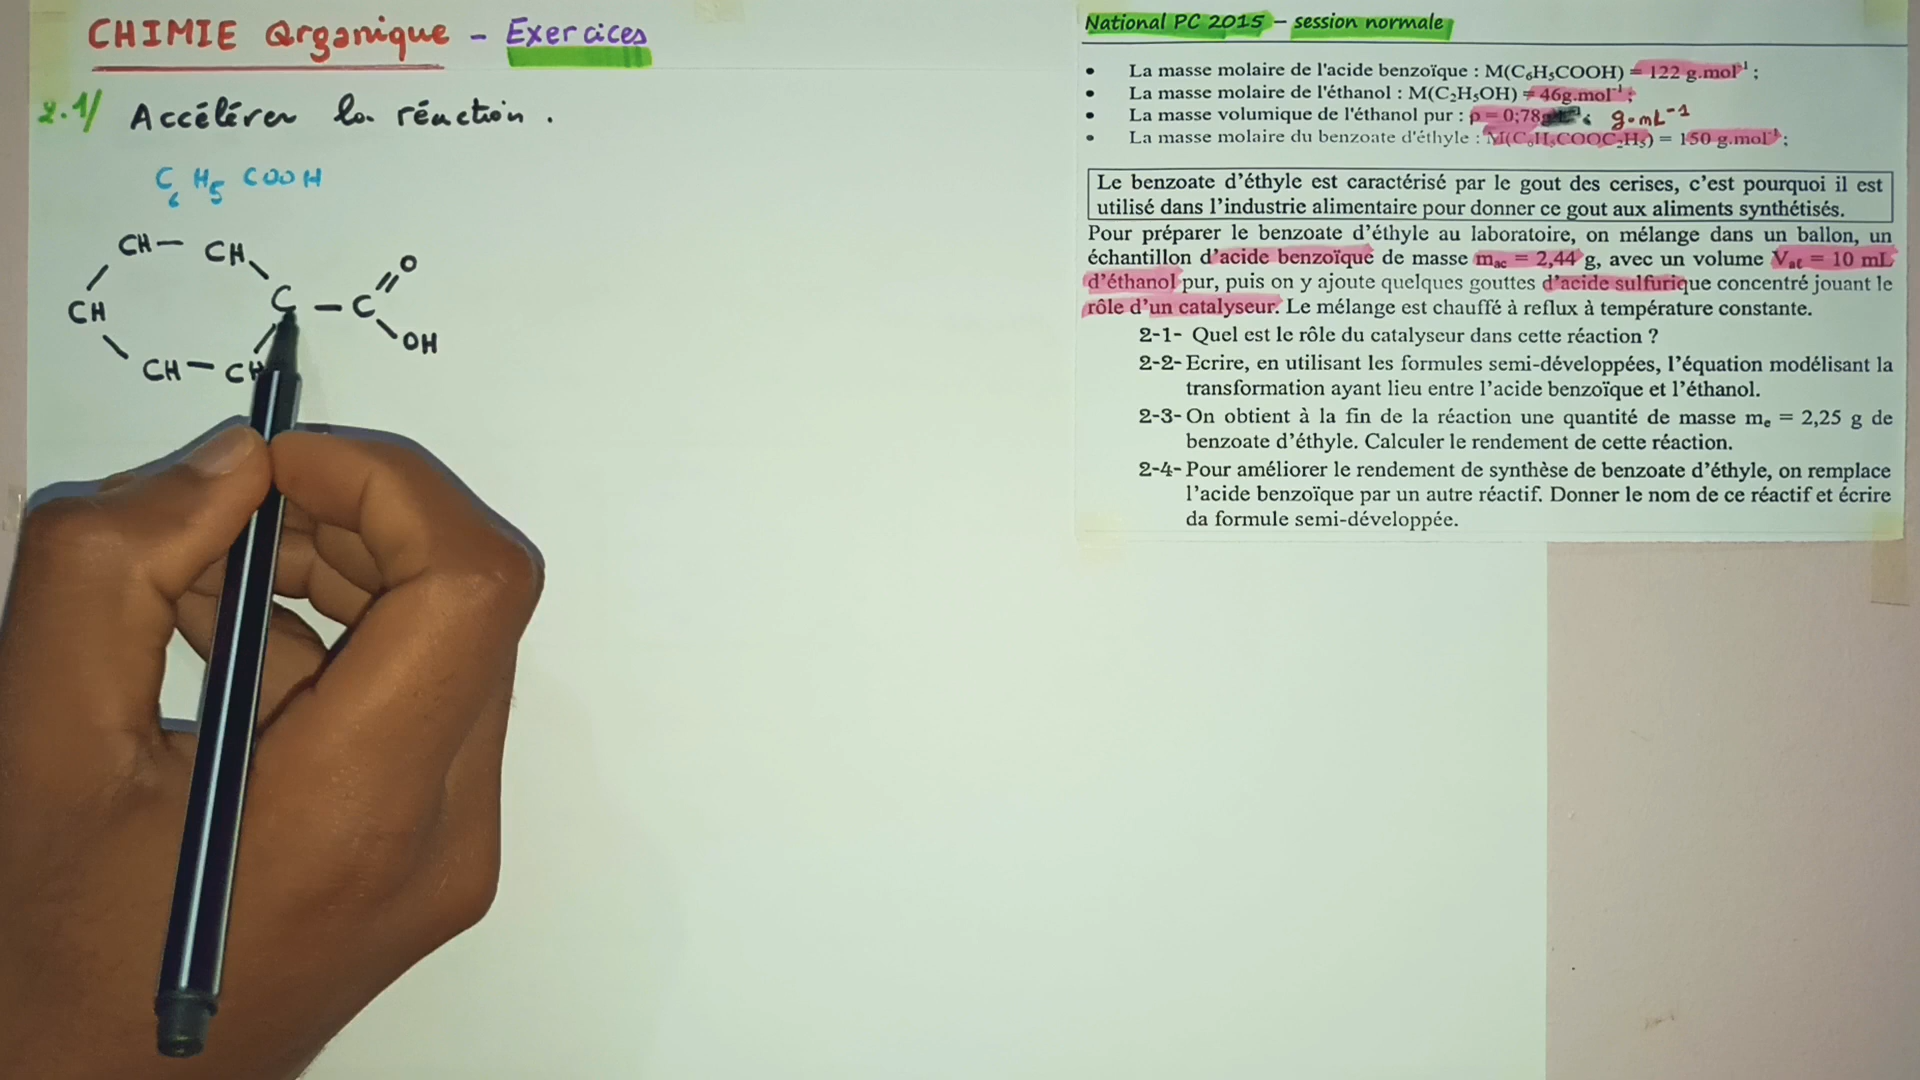 CHIMIE Organique - Exercices
2.1/ Accélérer la réaction.
C6H5 COOH
CH— CH
O
CH C — C
OH
CH — CH
National PC 2015 – session normale
• La masse molaire de l'acide benzoïque : M(C₆H₅COOH) = 122 g.mol⁻¹ ;
• La masse molaire de l'éthanol : M(C₂H₅OH) = 46g.mol⁻¹ ;
• La masse volumique de l'éthanol pur : ρ = 0;78g ; g.mL⁻¹
• La masse molaire du benzoate d'éthyle : M(C₆H₅COOC₂H₅) = 150 g.mol⁻¹ ;
Le benzoate d'éthyle est caractérisé par le gout des cerises, c'est pourquoi il est
utilisé dans l'industrie alimentaire pour donner ce gout aux aliments synthétisés.
Pour préparer le benzoate d'éthyle au laboratoire, on mélange dans un ballon, un
échantillon d'acide benzoïque de masse mac = 2,44 g, avec un volume Vat = 10 mL
d'éthanol pur, puis on y ajoute quelques gouttes d'acide sulfurique concentré jouant le
rôle d'un catalyseur. Le mélange est chauffé à reflux à température constante.
2-1- Quel est le rôle du catalyseur dans cette réaction ?
2-2- Ecrire, en utilisant les formules semi-développées, l'équation modélisant la
transformation ayant lieu entre l'acide benzoïque et l'éthanol.
2-3- On obtient à la fin de la réaction une quantité de masse me = 2,25 g de
benzoate d'éthyle. Calculer le rendement de cette réaction.
2-4- Pour améliorer le rendement de synthèse de benzoate d'éthyle, on remplace
l'acide benzoïque par un autre réactif. Donner le nom de ce réactif et écrire
da formule semi-développée.